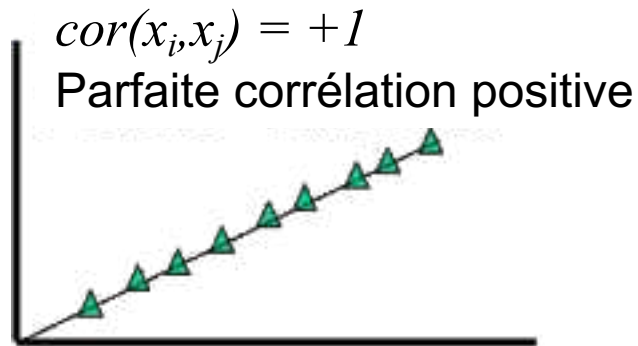 cor(xᵢ,xⱼ) = +1
Parfaite corrélation positive